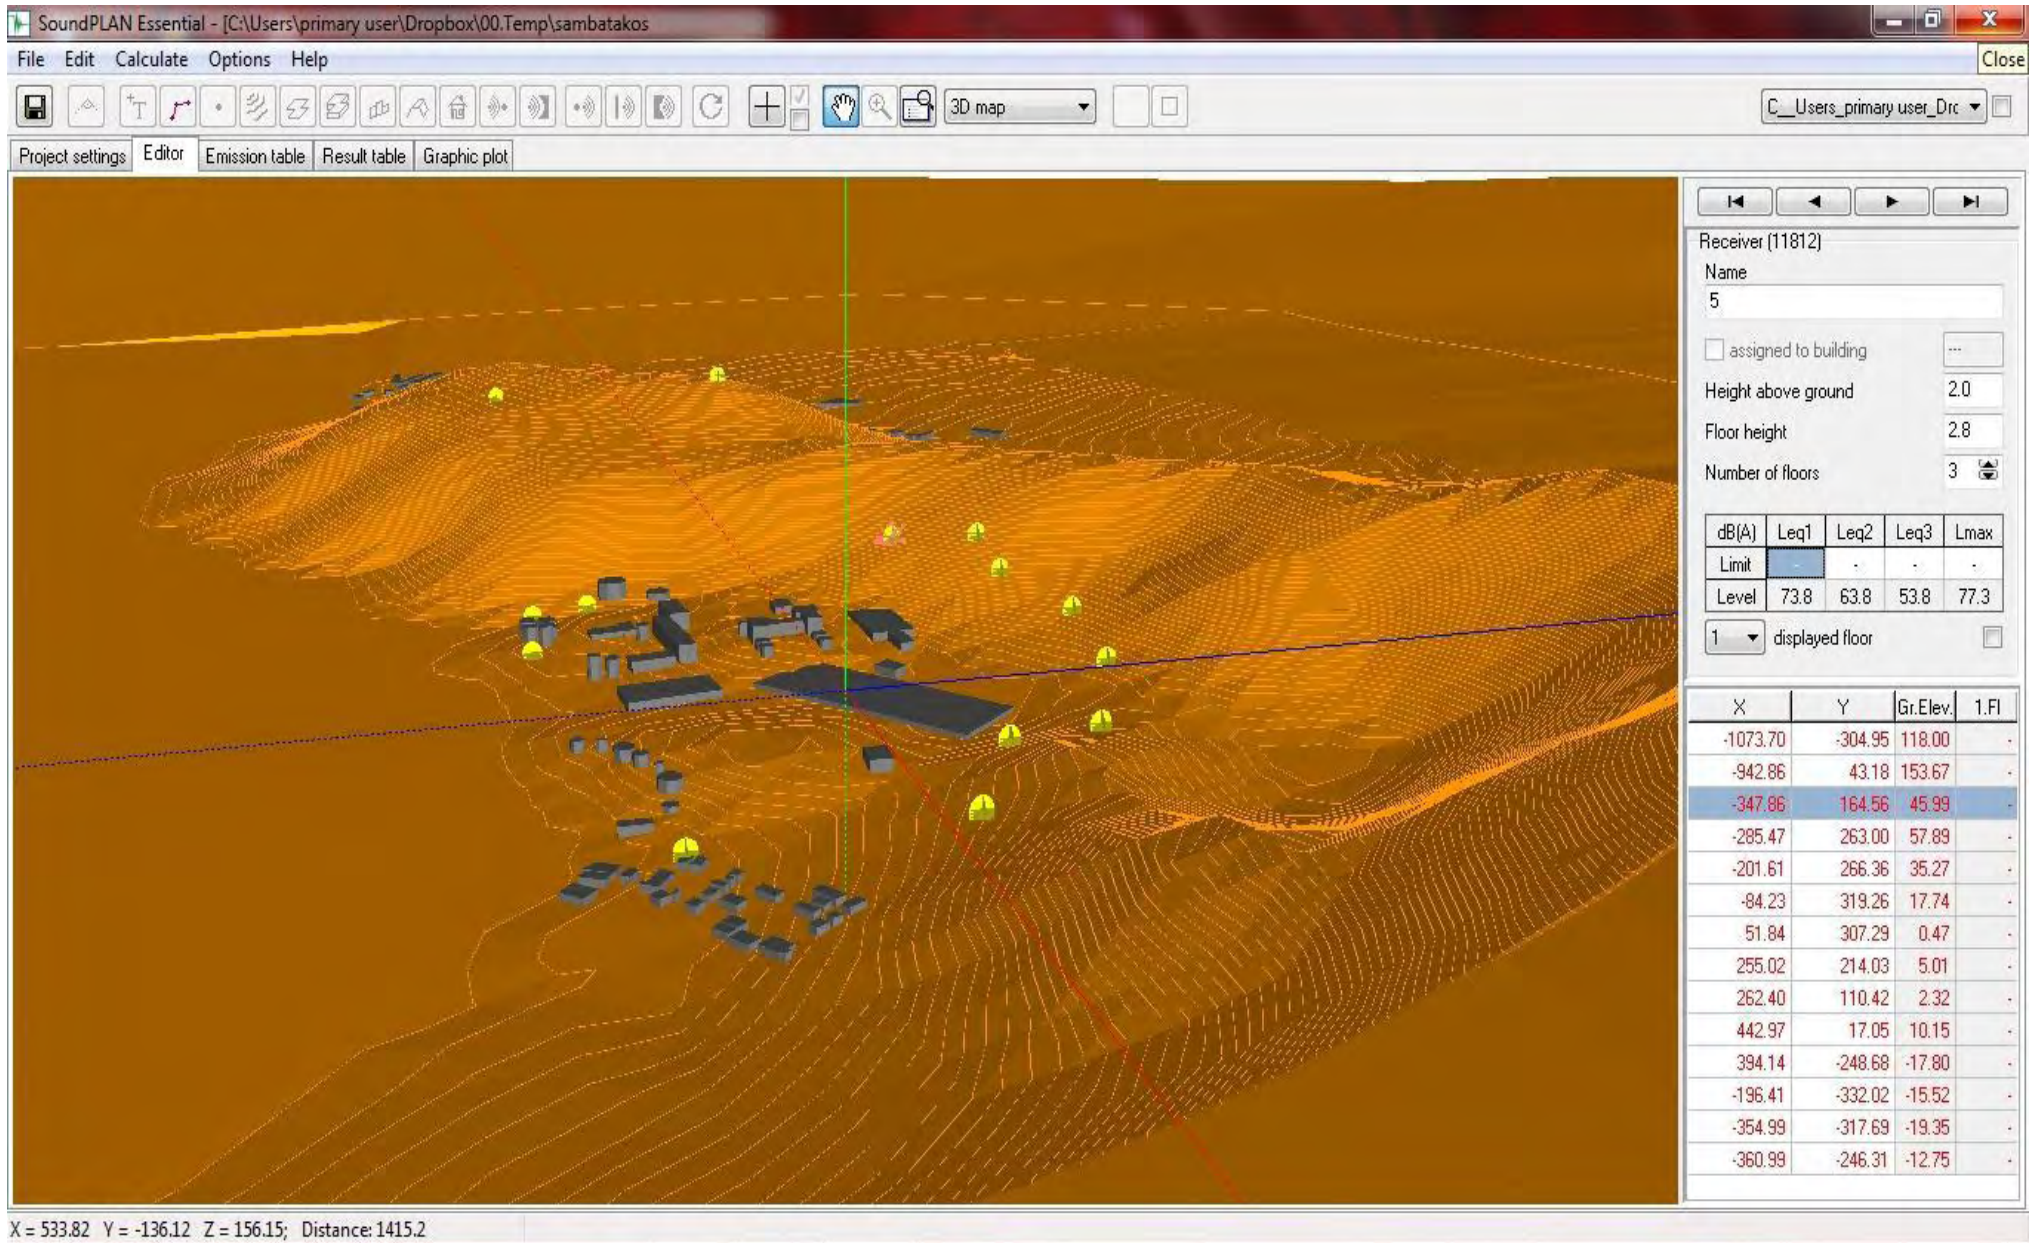 SoundPLAN Essential - [C:\Users\primary user\Dropbox\00.Temp\sambatakos
File Edit Calculate Options Help
Close
3D map
C__Users_primary user_Drc
Project settings Editor Emission table Result table Graphic plot
Receiver (11812)
Name
5
assigned to building ---
Height above ground 2.0
Floor height 2.8
Number of floors 3
dB(A) Leq1 Leq2 Leq3 Lmax
Limit - - - -
Level 73.8 63.8 53.8 77.3
1 displayed floor
X Y Gr.Elev. 1.Fl
-1073.70 -304.95 118.00 -
-942.86 43.18 153.67 -
-347.86 164.56 45.99 -
-285.47 263.00 57.89 -
-201.61 266.36 35.27 -
-84.23 319.26 17.74 -
51.84 307.29 0.47 -
255.02 214.03 5.01 -
262.40 110.42 2.32 -
442.97 17.05 10.15 -
394.14 -248.68 -17.80 -
-196.41 -332.02 -15.52 -
-354.99 -317.69 -19.35 -
-360.99 -246.31 -12.75 -
X = 533.82 Y = -136.12 Z = 156.15; Distance: 1415.2